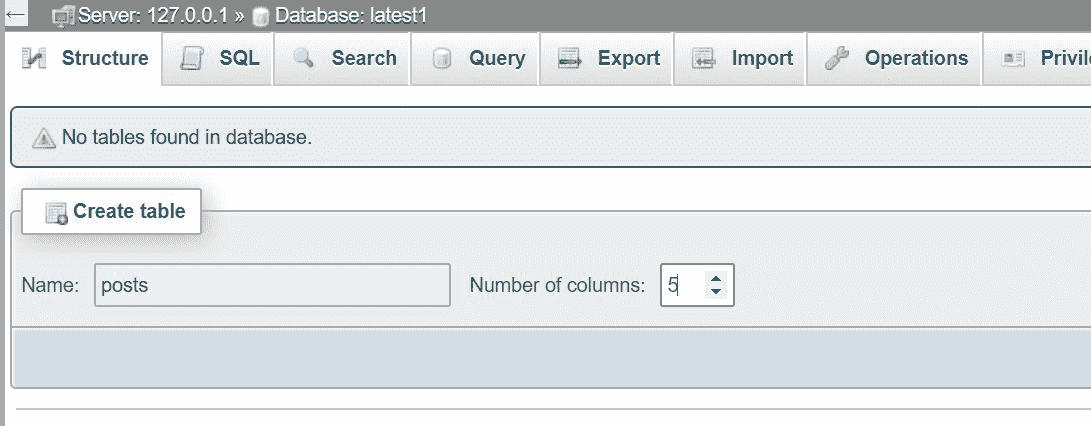 ← Server: 127.0.0.1 » Database: latest1
Structure SQL Search Query Export Import Operations Privil
No tables found in database.
Create table
Name: posts Number of columns: 5